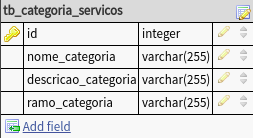 tb_categoria_servicos
id integer
nome_categoria varchar(255)
descricao_categoria varchar(255)
ramo_categoria varchar(255)
Add field